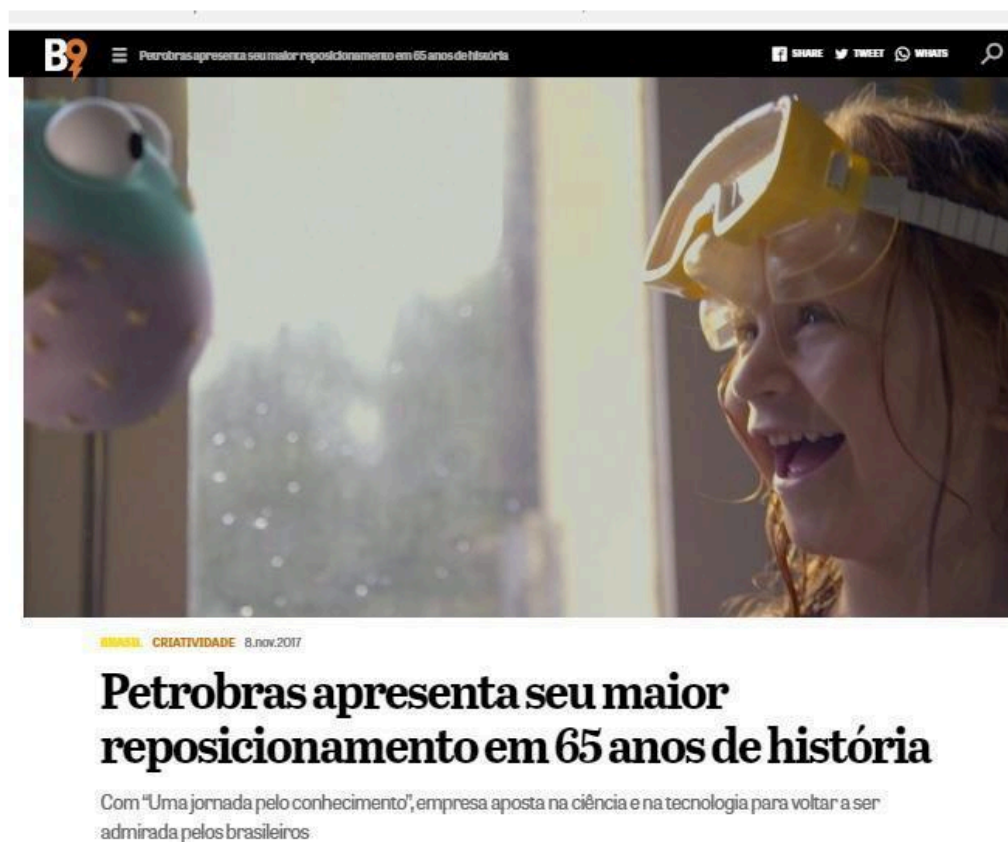 B9 Petrobras apresenta seu maior reposicionamento em 65 anos de história SHARE TWEET WHATS
BRASIL CRIATIVIDADE 8.nov.2017
Petrobras apresenta seu maior
reposicionamento em 65 anos de história
Com “Uma jornada pelo conhecimento”, empresa aposta na ciência e na tecnologia para voltar a ser
admirada pelos brasileiros